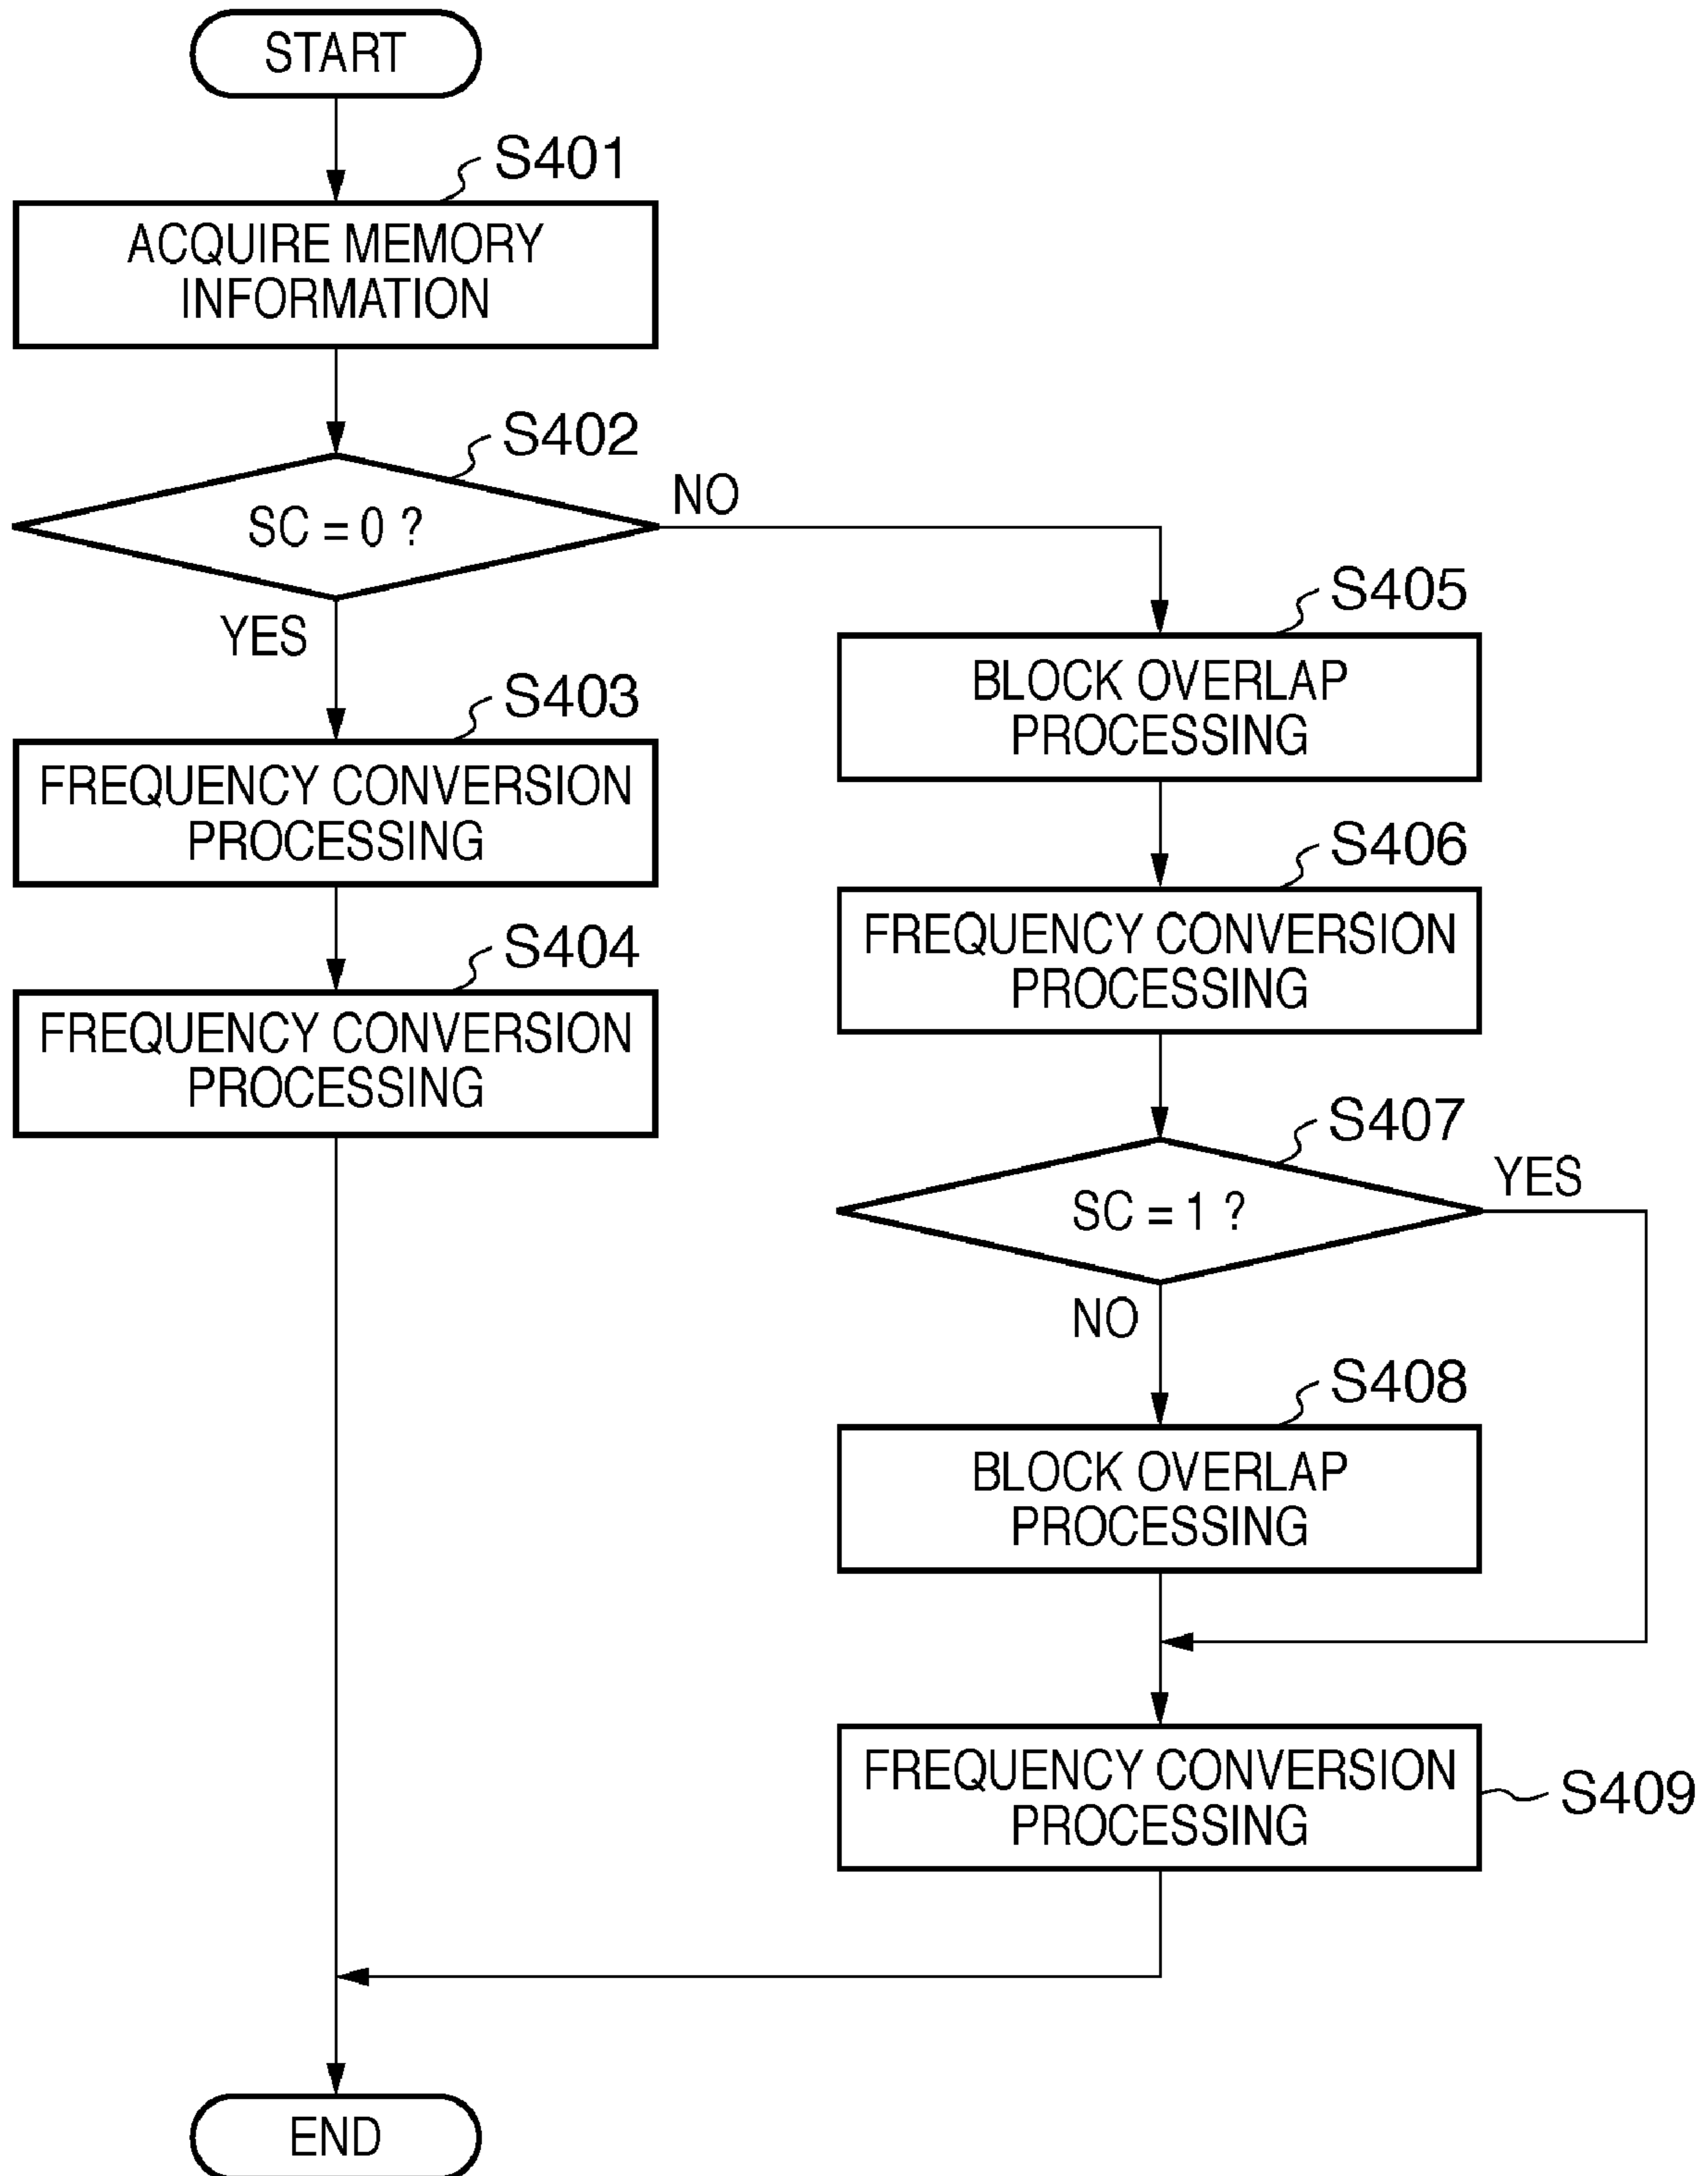 START
S401
ACQUIRE MEMORY
INFORMATION
S402
SC = 0 ?
NO
YES
S403
FREQUENCY CONVERSION
PROCESSING
S404
FREQUENCY CONVERSION
PROCESSING
S405
BLOCK OVERLAP
PROCESSING
S406
FREQUENCY CONVERSION
PROCESSING
S407
SC = 1 ?
YES
NO
S408
BLOCK OVERLAP
PROCESSING
FREQUENCY CONVERSION
PROCESSING
S409
END